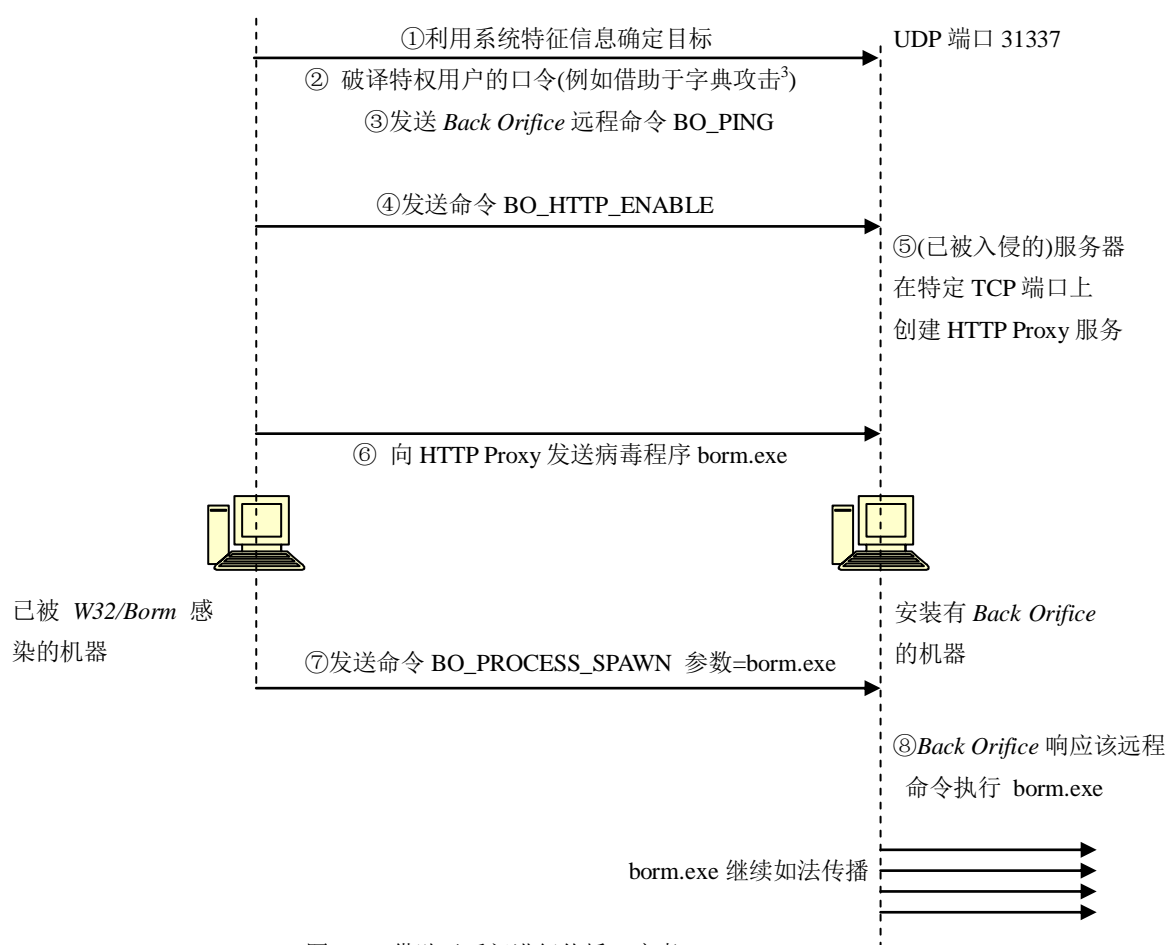 ①利用系统特征信息确定目标
UDP 端口 31337
② 破译特权用户的口令(例如借助于字典攻击3)
③发送 Back Orifice 远程命令 BO_PING
④发送命令 BO_HTTP_ENABLE
⑤(已被入侵的)服务器
在特定 TCP 端口上
创建 HTTP Proxy 服务
⑥ 向 HTTP Proxy 发送病毒程序 borm.exe
已被 W32/Borm 感
染的机器
安装有 Back Orifice
的机器
⑦发送命令 BO_PROCESS_SPAWN 参数=borm.exe
⑧Back Orifice 响应该远程
命令执行 borm.exe
borm.exe 继续如法传播